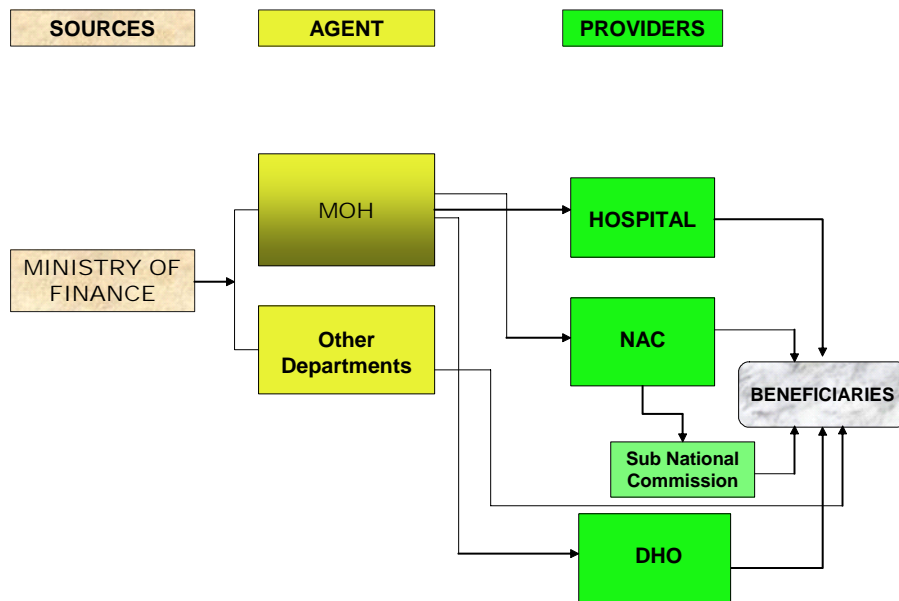 SOURCES
AGENT
PROVIDERS
MOH
HOSPITAL
MINISTRY OF
FINANCE
Other
Departments
NAC
BENEFICIARIES
Sub National
Commission
DHO